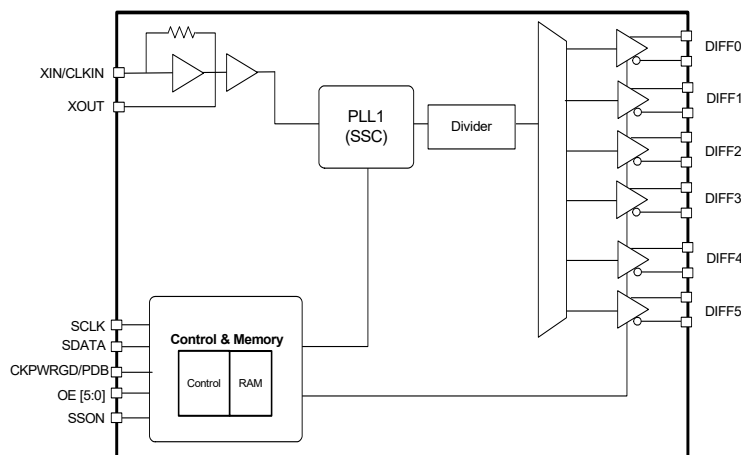 XIN/CLKIN
XOUT
PLL1
(SSC)
Divider
DIFF0
DIFF1
DIFF2
DIFF3
DIFF4
DIFF5
SCLK
SDATA
CKPWRGD/PDB
OE [5:0]
SSON
Control & Memory
Control
RAM